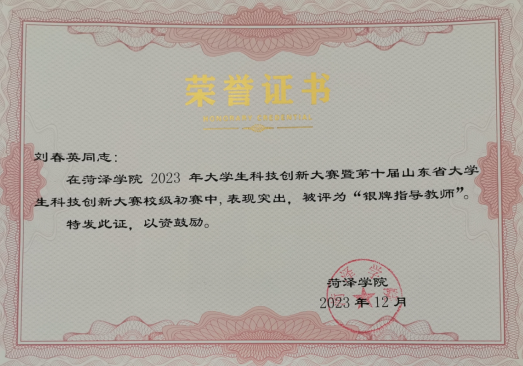 荣誉证书
刘春英同志：
在菏泽学院 2023 年大学生科技创新大赛暨第十届山东省大学
生科技创新大赛校级初赛中,表现突出，被评为“银牌指导教师”。
特发此证，以资鼓励。
菏泽学院
2023 年 12 月